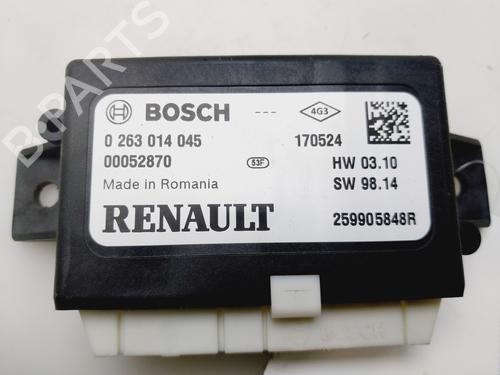 BOSCH --- 4G3
0 263 014 045 170524
00052870 53F HW 03.10
Made in Romania SW 98.14
RENAULT 259905848R
B-PARTS